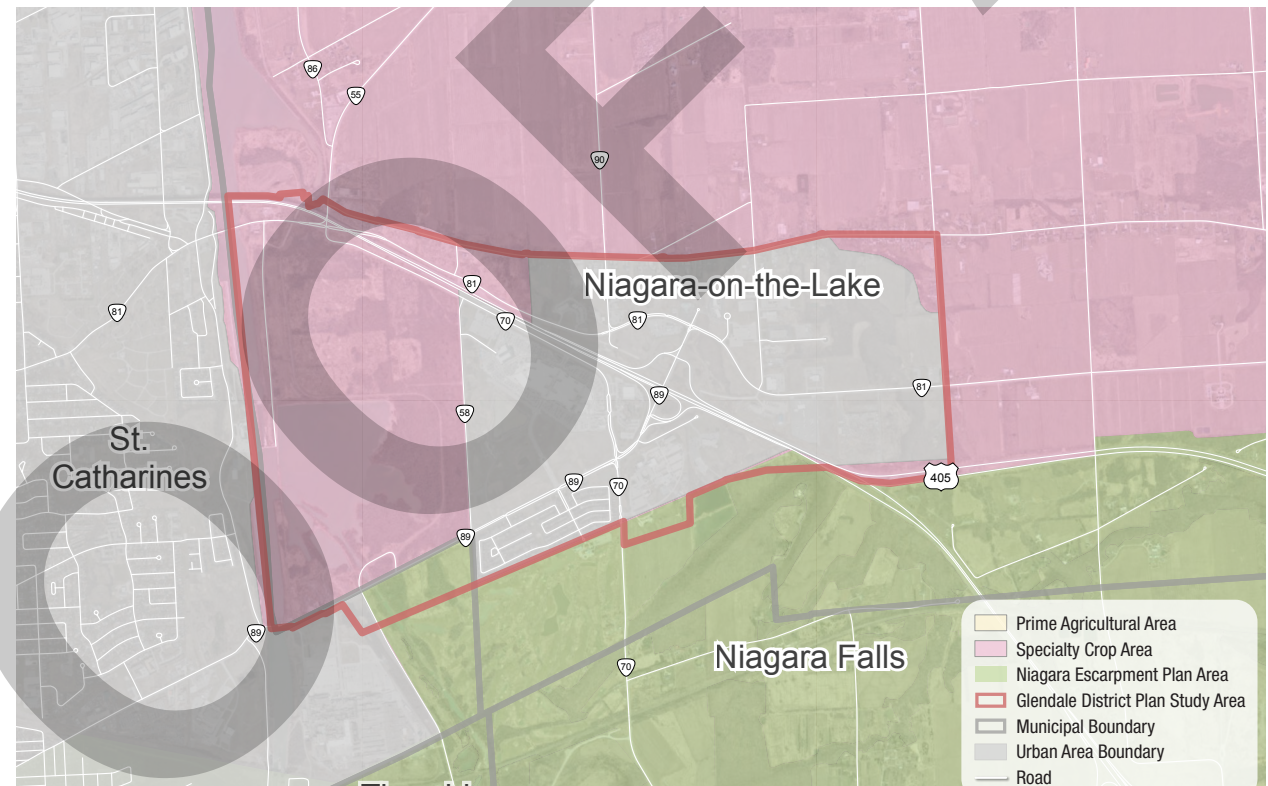 86
55
90
81
81
70
Niagara-on-the-Lake
81
89
81
58
St.
Catharines
89
70
405
89
89
70
Niagara Falls
Prime Agricultural Area
Specialty Crop Area
Niagara Escarpment Plan Area
Glendale District Plan Study Area
Municipal Boundary
Urban Area Boundary
Road